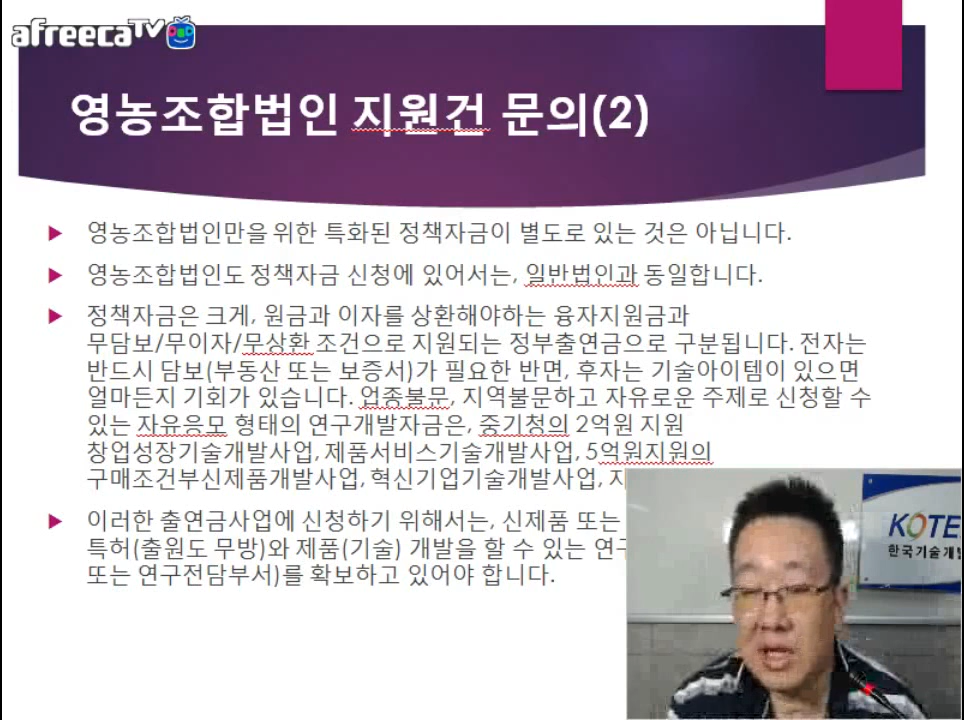 afreecaTV
영농조합법인 지원건 문의(2)
영농조합법인만을 위한 특화된 정책자금이 별도로 있는 것은 아닙니다.
영농조합법인도 정책자금 신청에 있어서는, 일반법인과 동일합니다.
정책자금은 크게, 원금과 이자를 상환해야하는 융자지원금과
무담보/무이자/무상환 조건으로 지원되는 정부출연금으로 구분됩니다. 전자는
반드시 담보(부동산 또는 보증서)가 필요한 반면, 후자는 기술아이템이 있으면
얼마든지 기회가 있습니다. 업종불문, 지역불문하고 자유로운 주제로 신청할 수
있는 자유응모 형태의 연구개발자금은, 중기청의 2억원 지원
창업성장기술개발사업, 제품서비스기술개발사업, 5억원지원의
구매조건부신제품개발사업, 혁신기업기술개발사업,
이러한 출연금사업에 신청하기 위해서는, 신제품 또는
특허(출원도 무방)와 제품(기술) 개발을 할 수 있는
또는 연구전담부서)를 확보하고 있어야 합니다.
KOTE
한국기술개